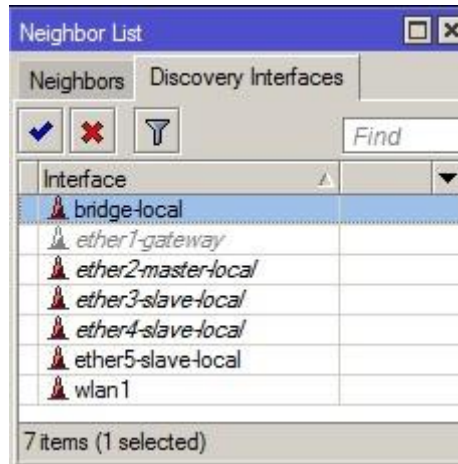 Neighbor List
Neighbors Discovery Interfaces
Find
Interface
bridge-local
ether1-gateway
ether2-master-local
ether3-slave-local
ether4-slave-local
ether5-slave-local
wlan1
7 items (1 selected)